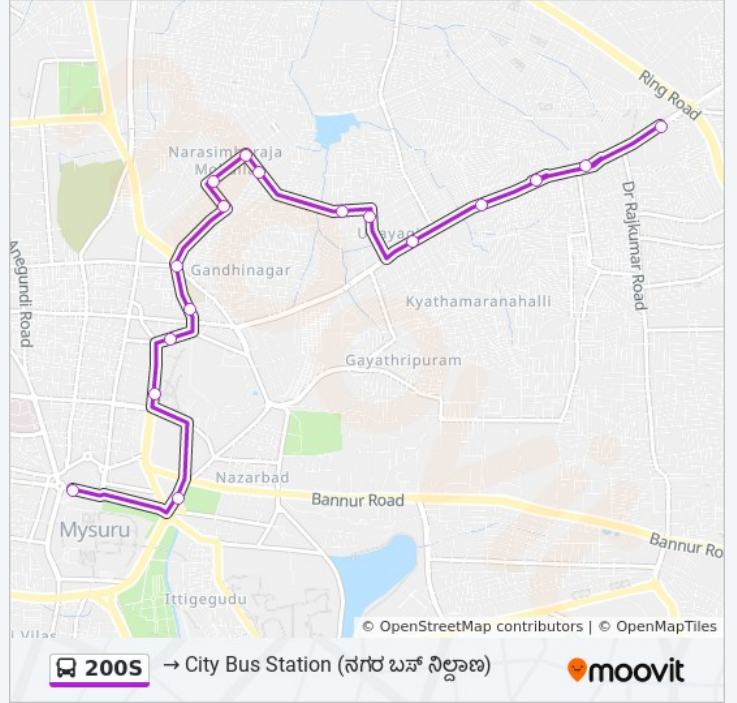 Ring Road
Narasimharaja
Mohalla
Dr Rajkumar Road
Udayagiri
Anegundi Road
Gandhinagar
Kyathamaranahalli
Gayathripuram
Nazarbad
Bannur Road
Mysuru
Bannur Ro
Ittigegudu
i Vilas
© OpenStreetMap contributors | © OpenMapTiles
200S → City Bus Station (ನಗರ ಬಸ್ ನಿಲ್ದಾಣ) moovit